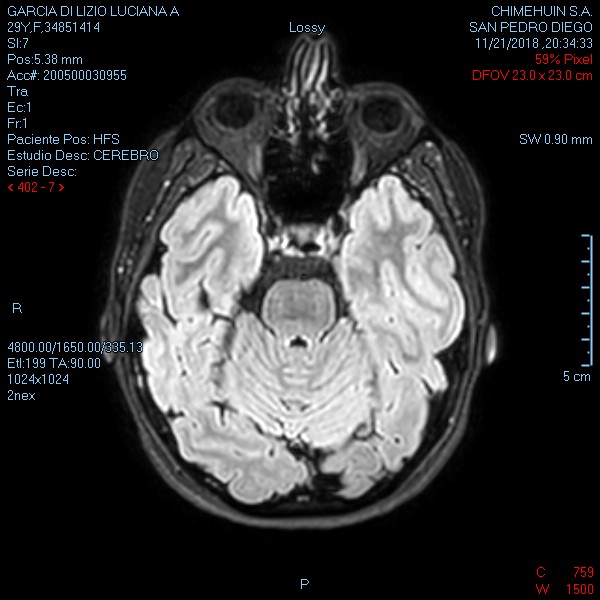 GARCIA DI LIZIO LUCIANA A
29Y,F,34851414
Sl:7
Pos:5.38 mm
Acc#: 200500030955
Tra
Ec:1
Fr:1
Paciente Pos: HFS
Estudio Desc: CEREBRO
Serie Desc:
< 402 - 7 >
Lossy
CHIMEHUIN S.A.
SAN PEDRO DIEGO
11/21/2018 ,20:34:33
59% Pixel
DFOV 23.0 x 23.0 cm
SW 0.90 mm
R
4800.00/1650.00/335.13
Etl:199 TA:90.00
1024x1024
2nex
5 cm
P
C 759
W 1500